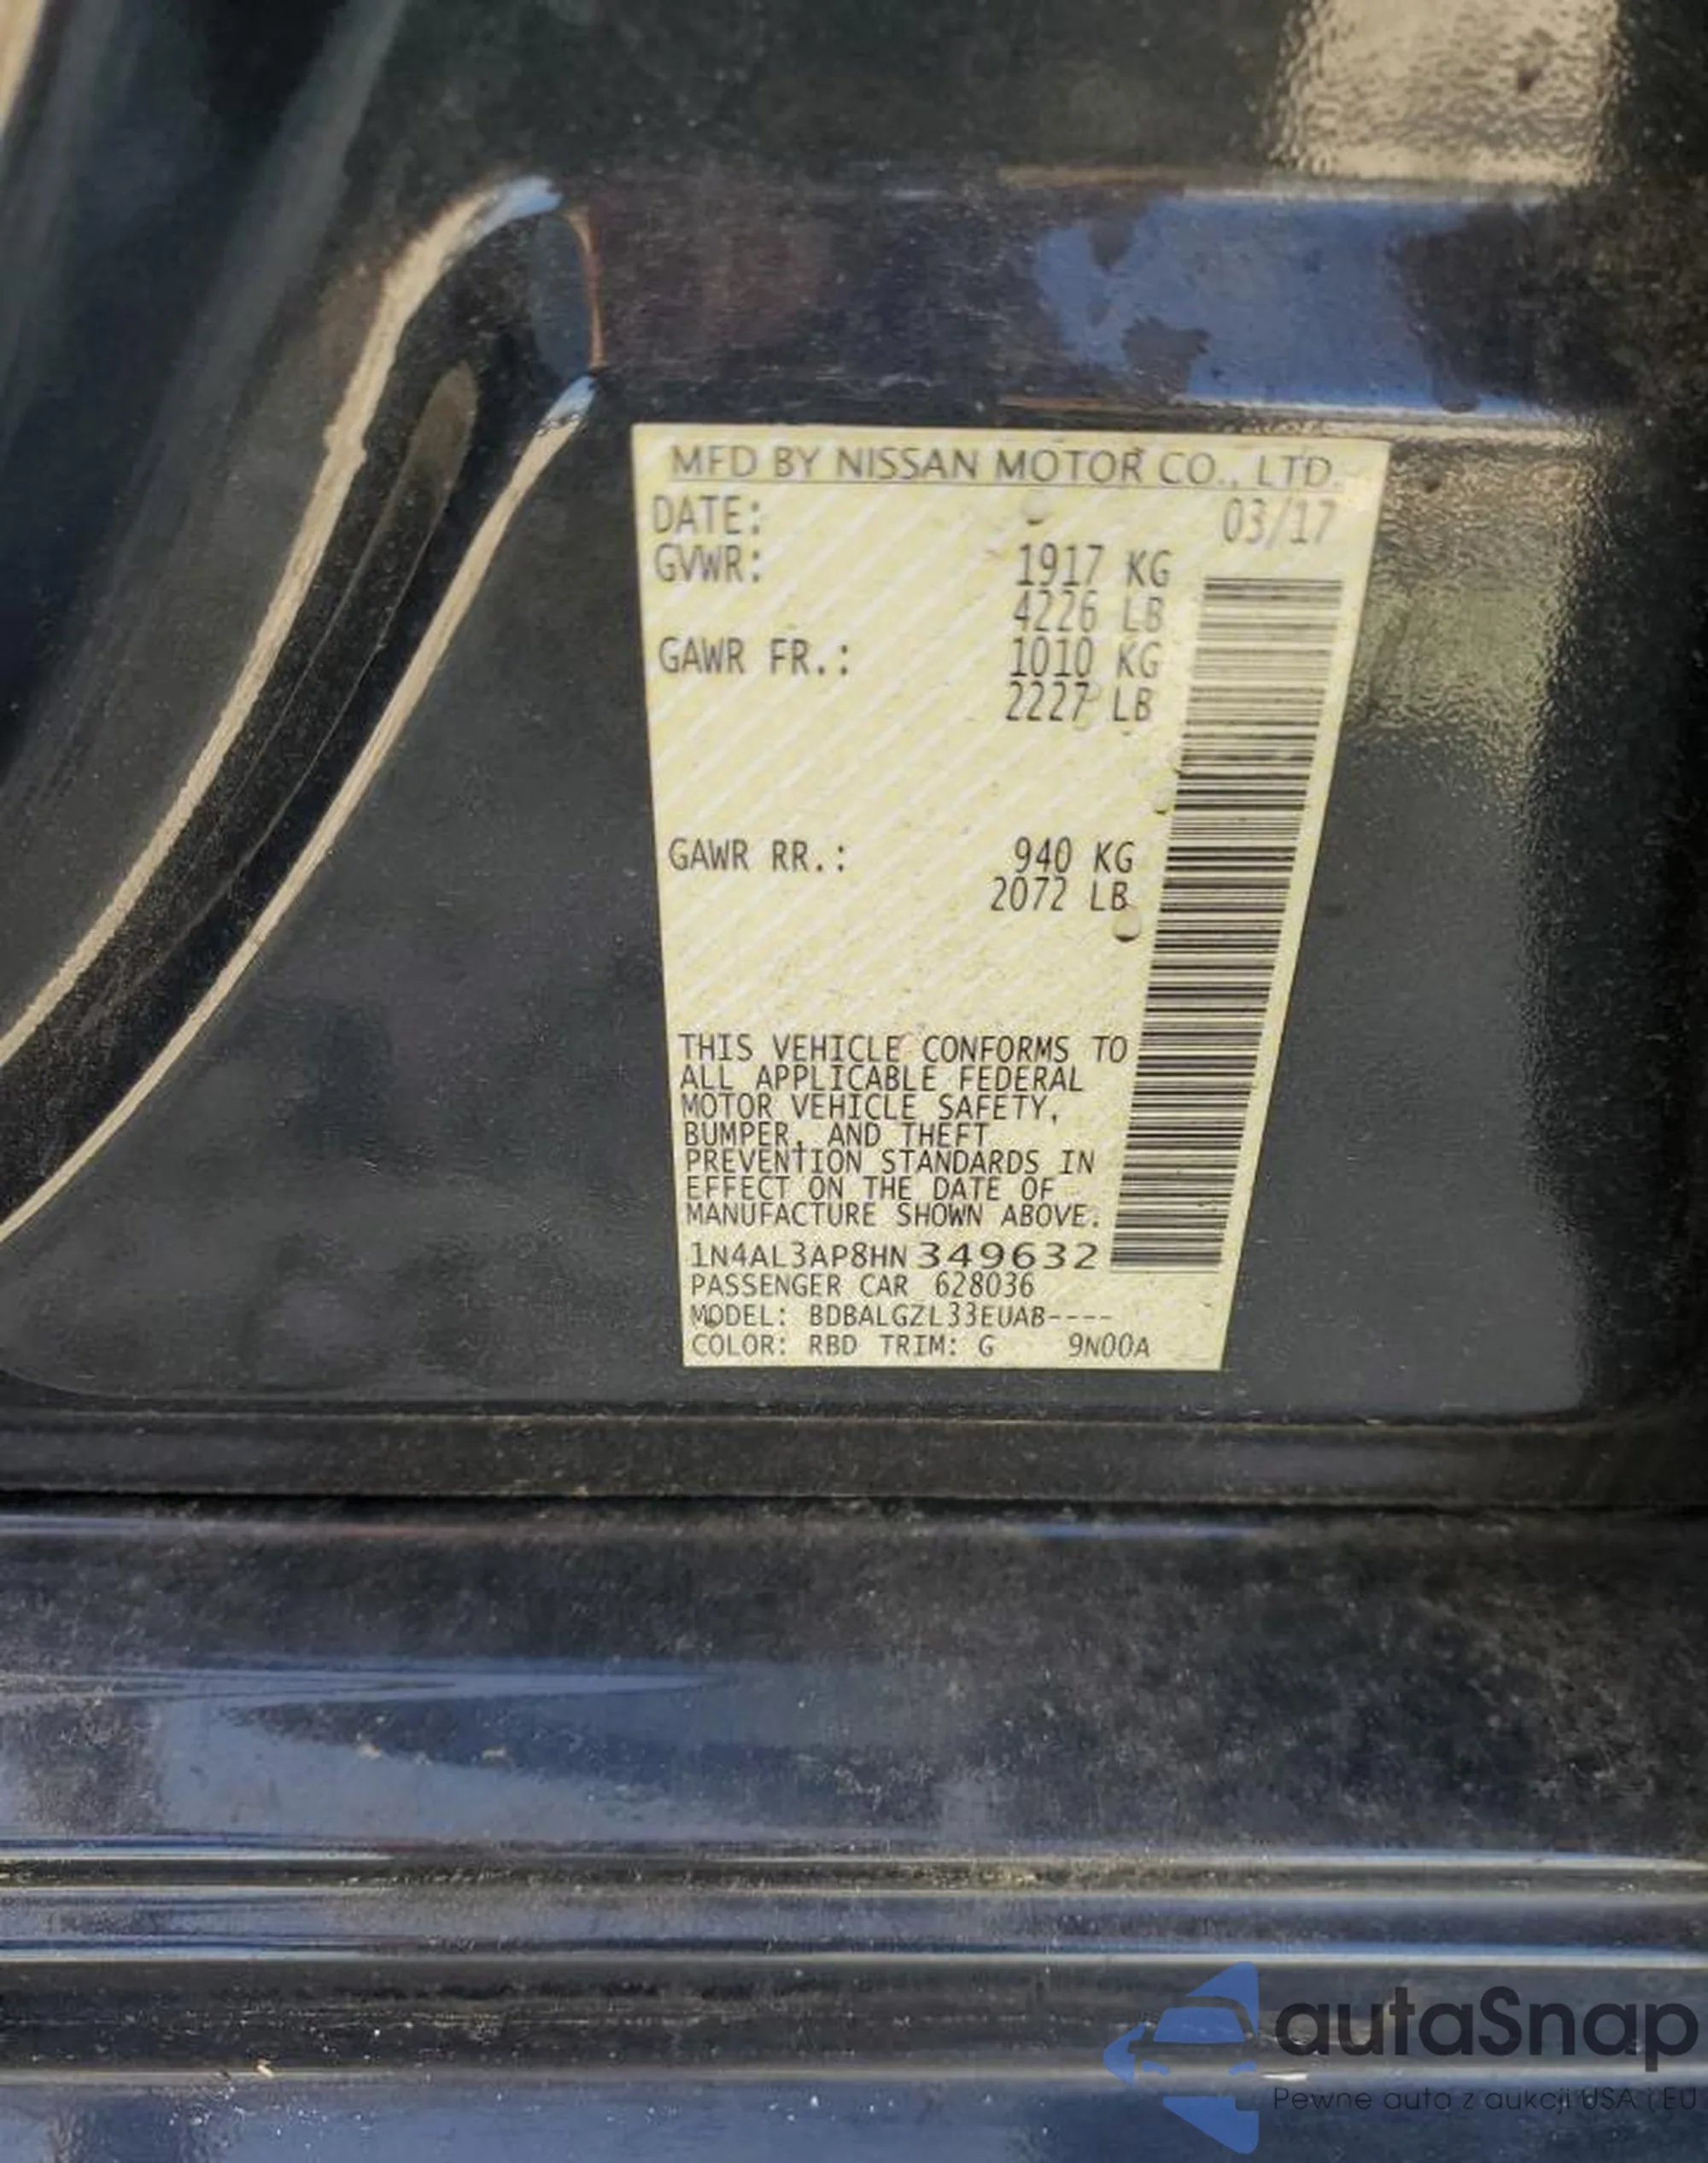 MFD BY NISSAN MOTOR CO., LTD.
DATE: 03/17
GVWR: 1917 KG
4226 LB
GAWR FR.: 1010 KG
2227 LB
GAWR RR.: 940 KG
2072 LB
THIS VEHICLE CONFORMS TO
ALL APPLICABLE FEDERAL
MOTOR VEHICLE SAFETY,
BUMPER, AND THEFT
PREVENTION STANDARDS IN
EFFECT ON THE DATE OF
MANUFACTURE SHOWN ABOVE.
1N4AL3AP8HN349632
PASSENGER CAR 628036
MODEL: BDBALGZL33EUAB----
COLOR: RBD TRIM: G 9N00A
autaSnap
Pewne auta z aukcji USA i EU